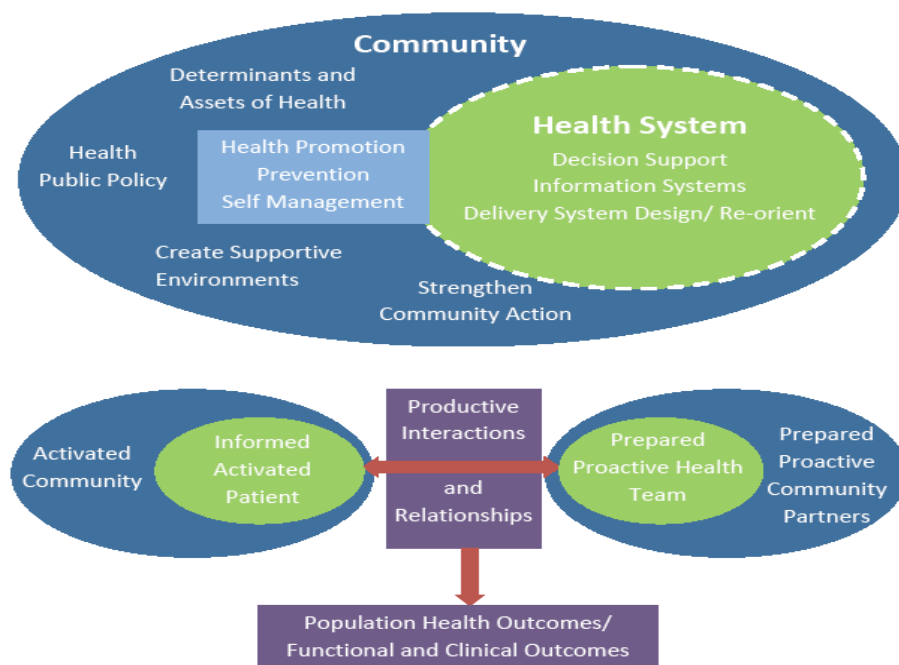 Community
Determinants and
Assets of Health
Health
Public Policy
Health Promotion
Prevention
Self Management
Health System
Decision Support
Information Systems
Delivery System Design/ Re-orient
Create Supportive
Environments
Strengthen
Community Action
Activated
Community
Informed
Activated
Patient
Productive
Interactions
and
Relationships
Prepared
Proactive Health
Team
Prepared
Proactive
Community
Partners
Population Health Outcomes/
Functional and Clinical Outcomes